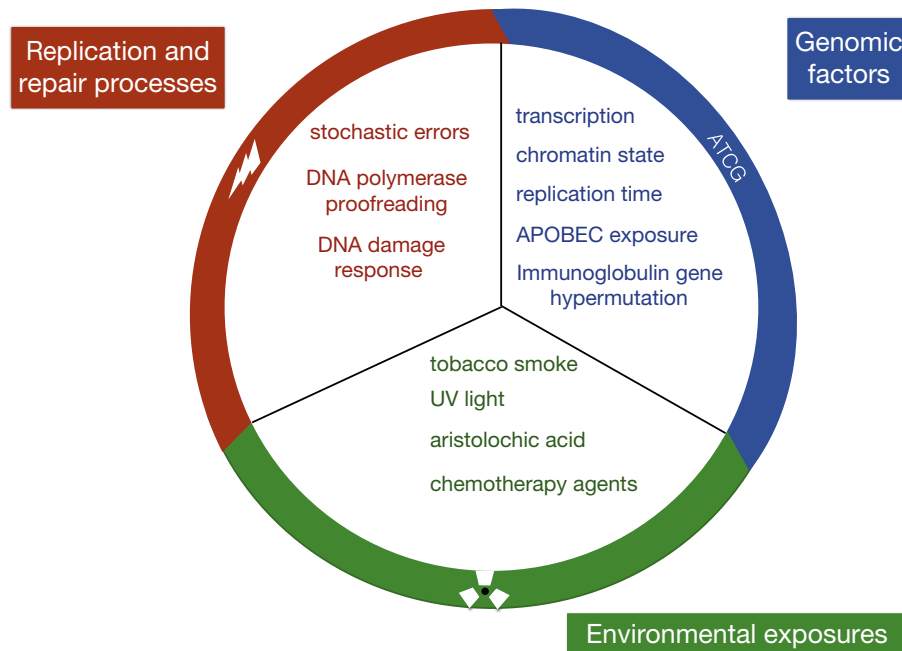 Replication and
repair processes
Genomic
factors
stochastic errors
DNA polymerase
proofreading
DNA damage
response
transcription
chromatin state
replication time
APOBEC exposure
Immunoglobulin gene
hypermutation
ATCG
tobacco smoke
UV light
aristolochic acid
chemotherapy agents
Environmental exposures